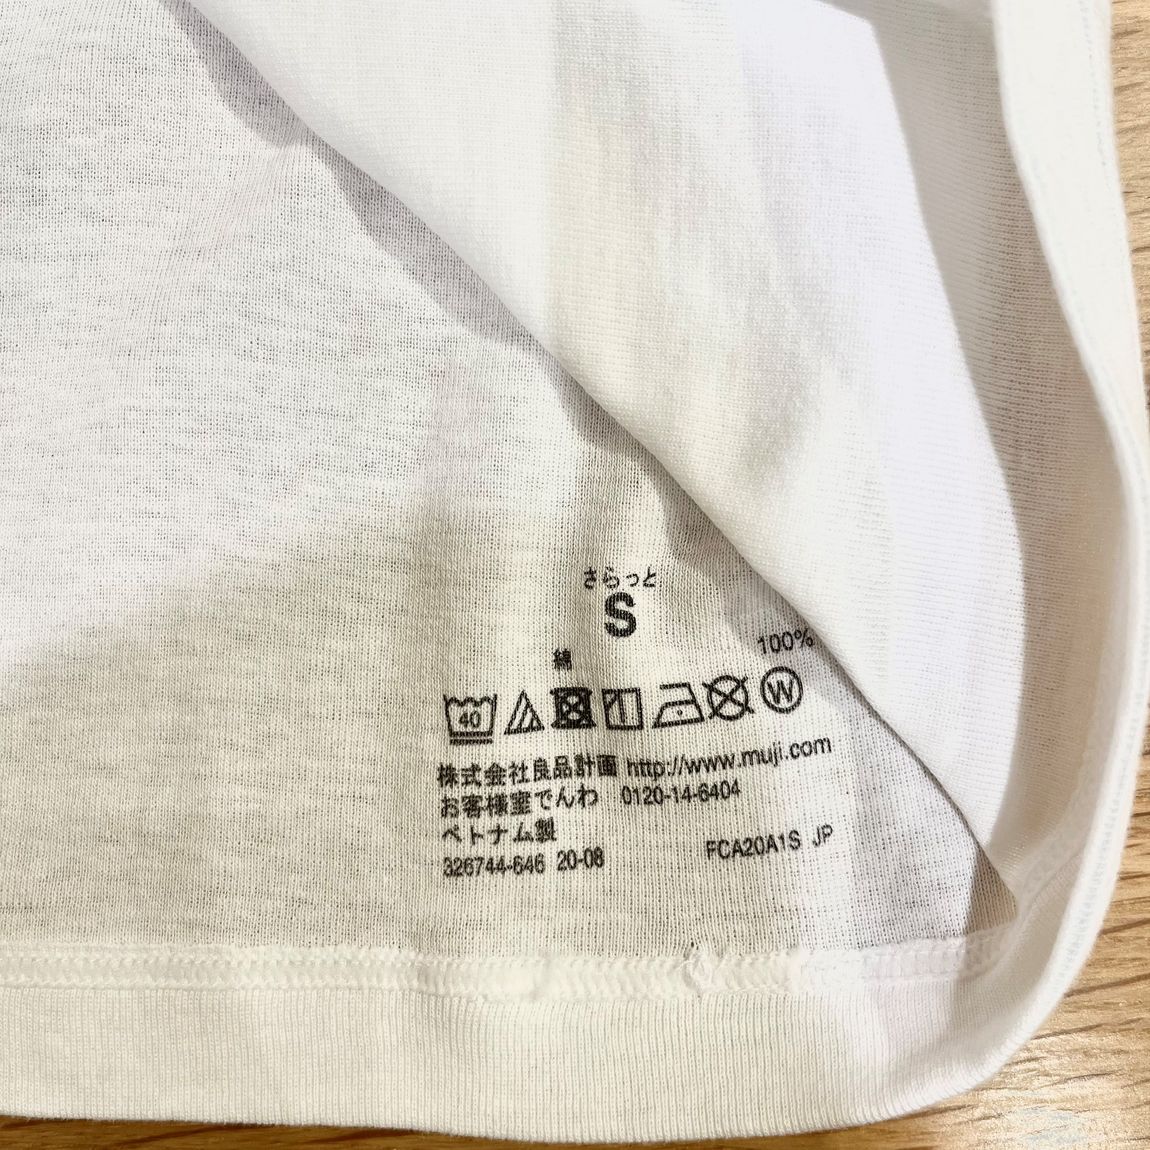 さらっと
S
綿 100%
40 W
株式会社良品計画 http://www.muji.com
お客様室でんわ 0120-14-6404
ベトナム製
326744-646 20-08 FCA20A1S JP